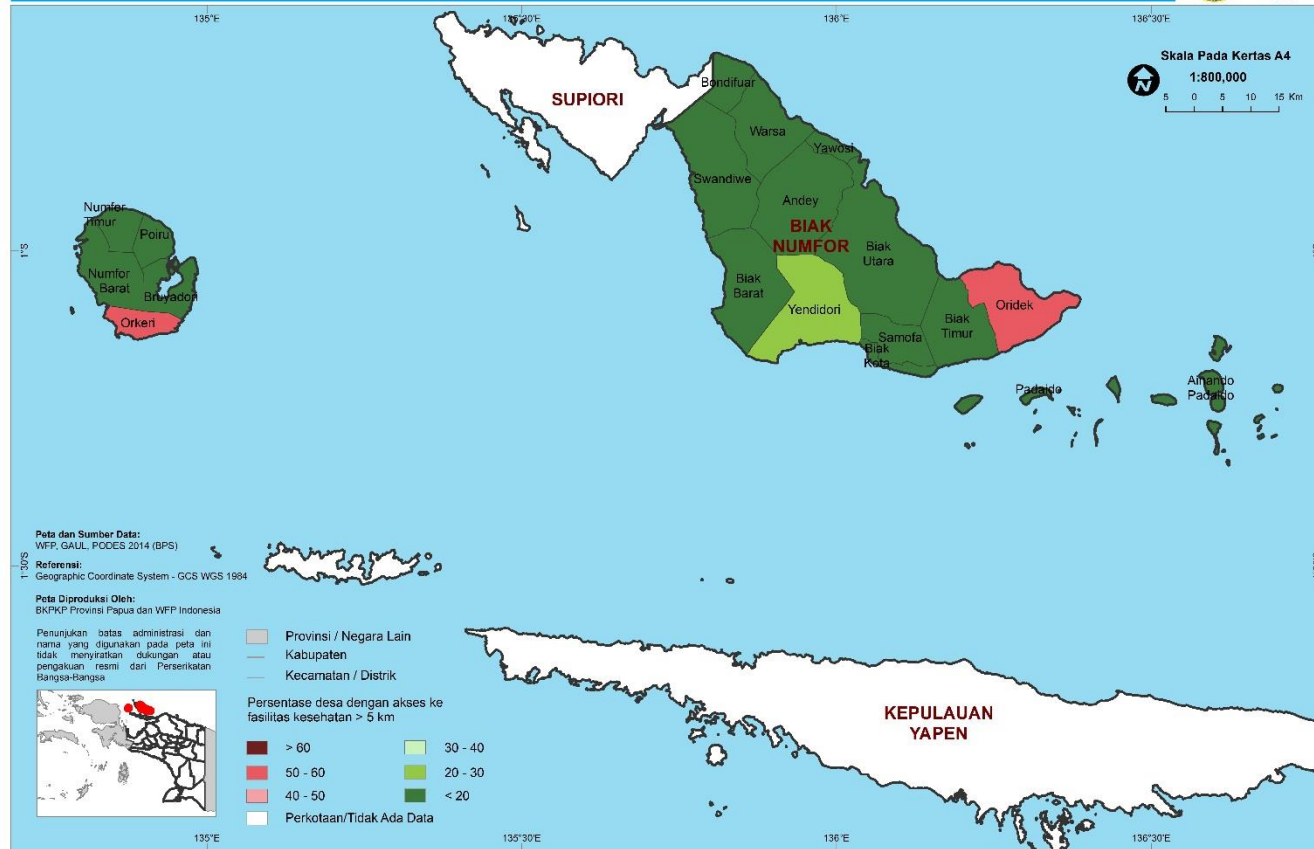 135°E
136°E
136°30'E
Skala Pada Kertas A4
1:800,000
N
5 0 5 10 15 Km
SUPIORI
Bondifuar
Warsa
Yawosi
Swandiwe
Andey
BIAK
NUMFOR
Numfor
Timur
Poiru
1°S
Biak
Utara
Numfor
Barat
Bruyadori
Biak
Barat
Oridek
Yendidori
Orkeri
Biak
Timur
Samofa
Biak
Kota
Padaido
Aimando
Padaido
Peta dan Sumber Data:
WFP, GAUL, PODES 2014 (BPS)
1°30'S
Referensi:
Geographic Coordinate System - GCS WGS 1984
Peta Diproduksi Oleh:
BKPKP Provinsi Papua dan WFP Indonesia
Penunjukan batas administrasi dan
nama yang digunakan pada peta ini
tidak menyiratkan dukungan atau
pengakuan resmi dari Perserikatan
Bangsa-Bangsa
Provinsi / Negara Lain
Kabupaten
Kecamatan / Distrik
Persentase desa dengan akses ke
fasilitas kesehatan > 5 km
> 60
50 - 60
40 - 50
30 - 40
20 - 30
< 20
Perkotaan/Tidak Ada Data
KEPULAUAN
YAPEN
135°E
135°30'E
136°E
136°30'E